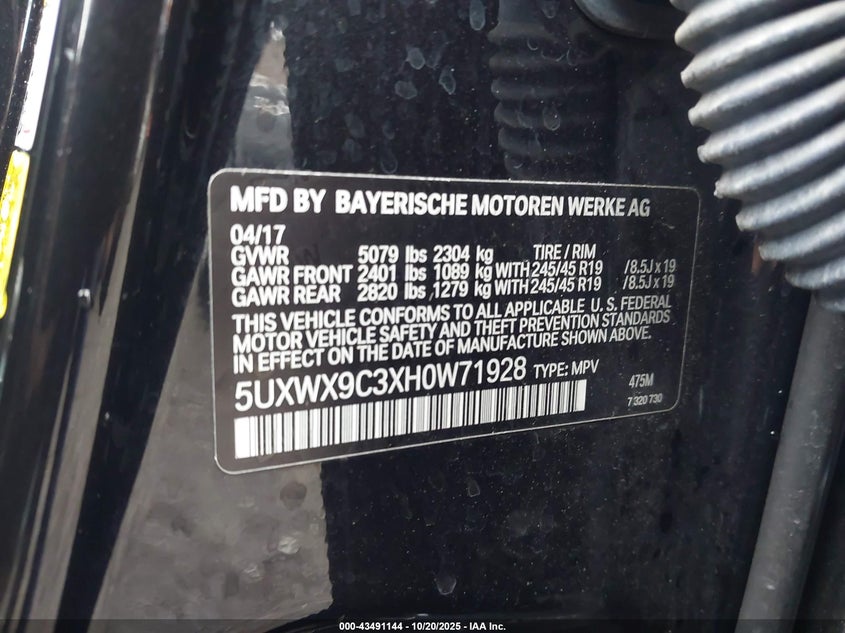 MFD BY BAYERISCHE MOTOREN WERKE AG
04/17
GVWR 5079 lbs 2304 kg TIRE / RIM
GAWR FRONT 2401 lbs 1089 kg WITH 245/45 R19 /8.5J x 19
GAWR REAR 2820 lbs 1279 kg WITH 245/45 R19 /8.5J x 19
THIS VEHICLE CONFORMS TO ALL APPLICABLE U. S. FEDERAL
MOTOR VEHICLE SAFETY AND THEFT PREVENTION STANDARDS
IN EFFECT ON THE DATE OF MANUFACTURE SHOWN ABOVE.
5UXWX9C3XH0W71928 TYPE: MPV
475M
7 320 730
000-43491144 | 10/20/2025 – IAA Inc.